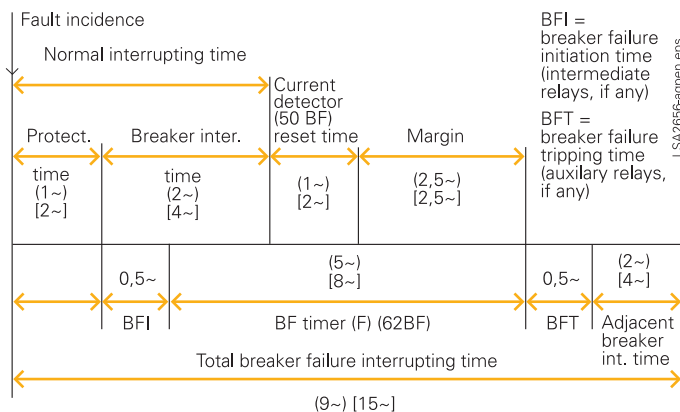 Fault incidence
Normal interrupting time
Current
detector
(50 BF)
reset time
Protect.
Breaker inter.
Margin
time
(1~)
[2~]
time
(2~)
[4~]
(1~)
[2~]
(2,5~)
[2,5~]
BFI =
breaker failure
initiation time
(intermediate
relays, if any)
BFT =
breaker failure
tripping time
(auxilary relays,
if any)
LSA2656-agpen.eps
0,5~
(5~)
[8~]
0,5~
(2~)
[4~]
BFI
BF timer (F) (62BF)
BFT
Adjacent
breaker
int. time
Total breaker failure interrupting time
(9~) [15~]